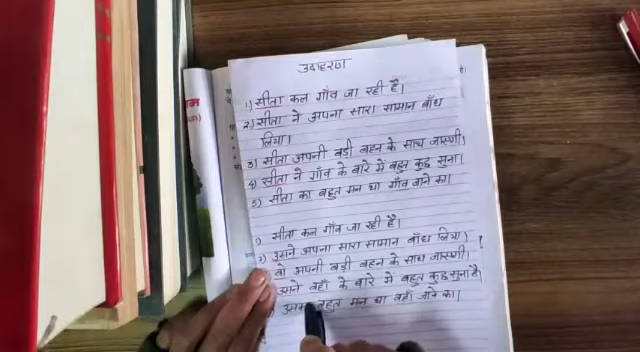 उदाहरण
1.) सीता कल गाँव जा रही है।
2.) सीता ने अपना सारा सामान बाँध
लिया।
3) सीता अपनी बड़ी बहन के साथ जाएगी।
4) सीता ने गाँव के बारे में बहुत कुछ सुना।
5) सीता का बहुत मन था गाँव जाने का।
1) सीता कल गाँव जा रही है।
2) उसने अपना सारा सामान बाँध लिया।
वो अपनी बड़ी बहन के साथ जाएगी।
उसने वहाँ के बारे में बहुत कुछ सुना है।
बहुत मन था वहाँ जाने का।